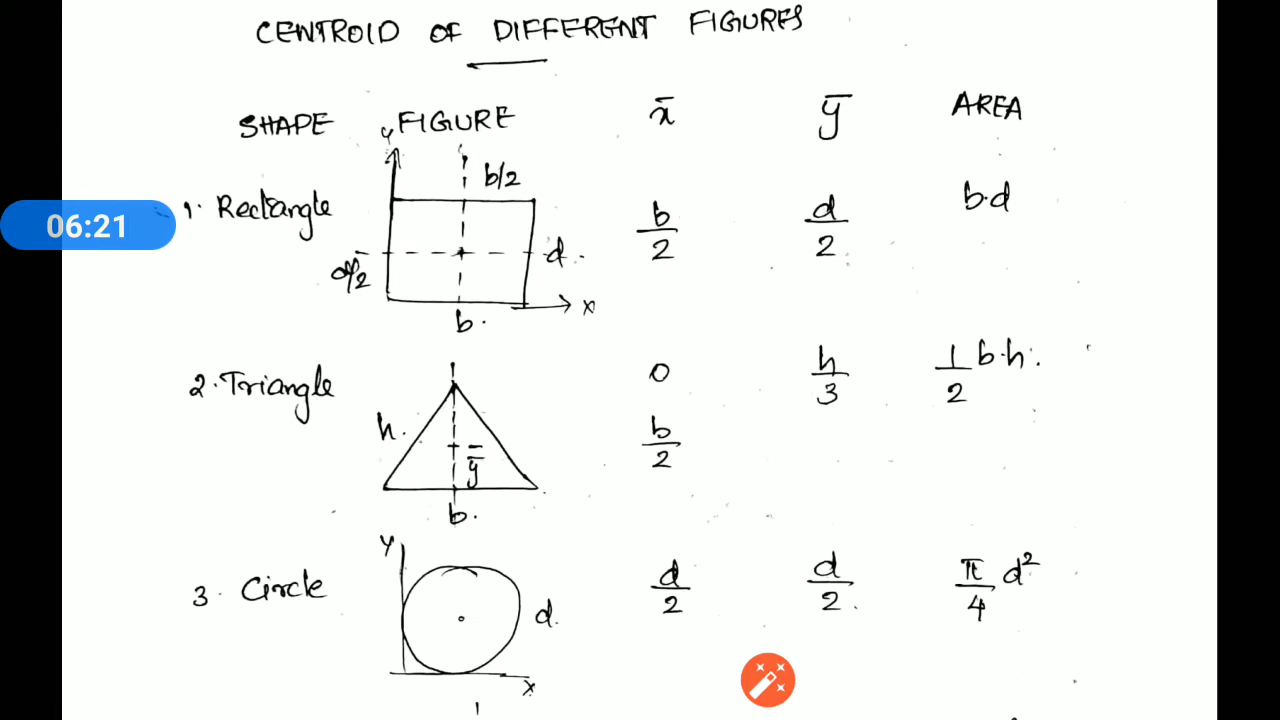 CENTROID OF DIFFERENT FIGURES
SHAPE FIGURE x̄ ȳ AREA
y
b/2
1. Rectangle b/2 d/2 b.d
06:21
d/2 d.
x
b.
2. Triangle 0 h/3 1/2 b.h.
h. b/2
ȳ
b.
y
3. Circle d/2 d/2. π/4 d²
d.
x